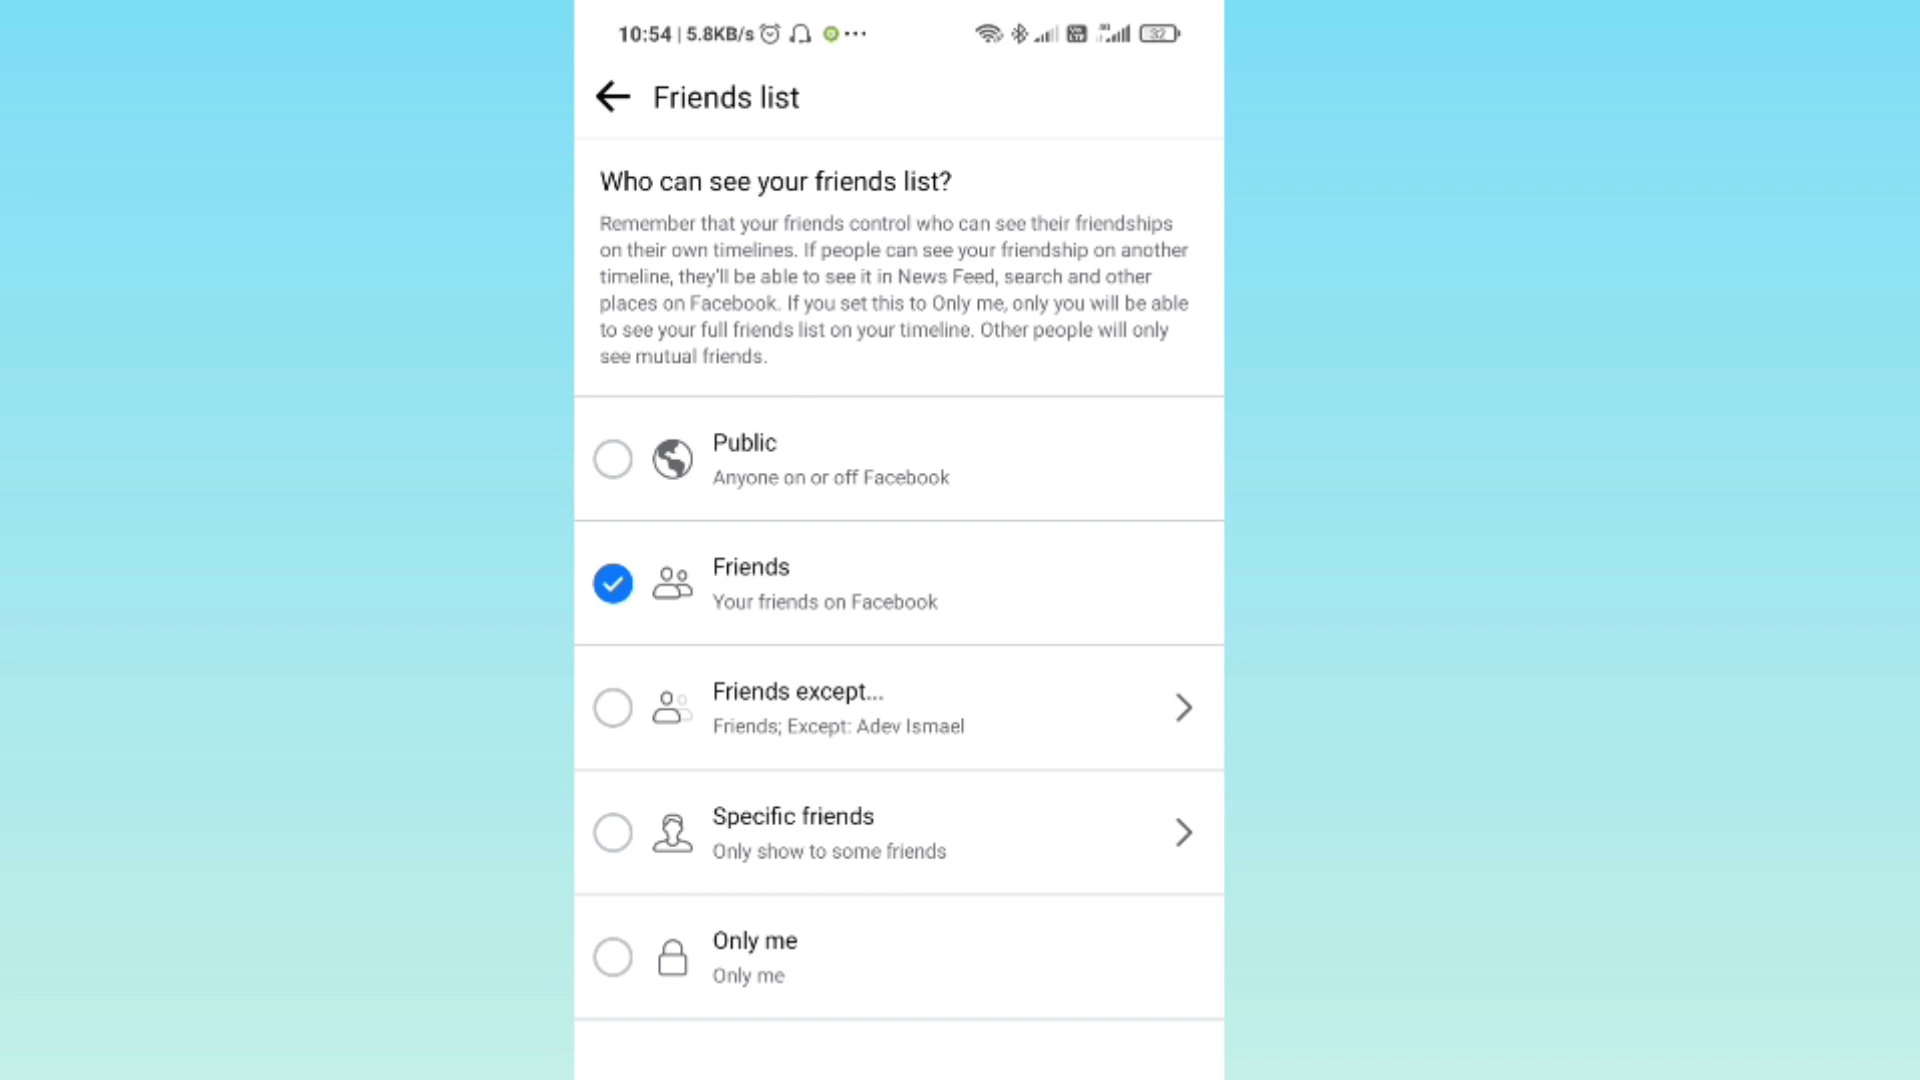 10:54 | 5.8KB/s
32
Friends list
Who can see your friends list?
Remember that your friends control who can see their friendships
on their own timelines. If people can see your friendship on another
timeline, they'll be able to see it in News Feed, search and other
places on Facebook. If you set this to Only me, only you will be able
to see your full friends list on your timeline. Other people will only
see mutual friends.
Public
Anyone on or off Facebook
Friends
Your friends on Facebook
Friends except...
Friends; Except: Adev Ismael
Specific friends
Only show to some friends
Only me
Only me